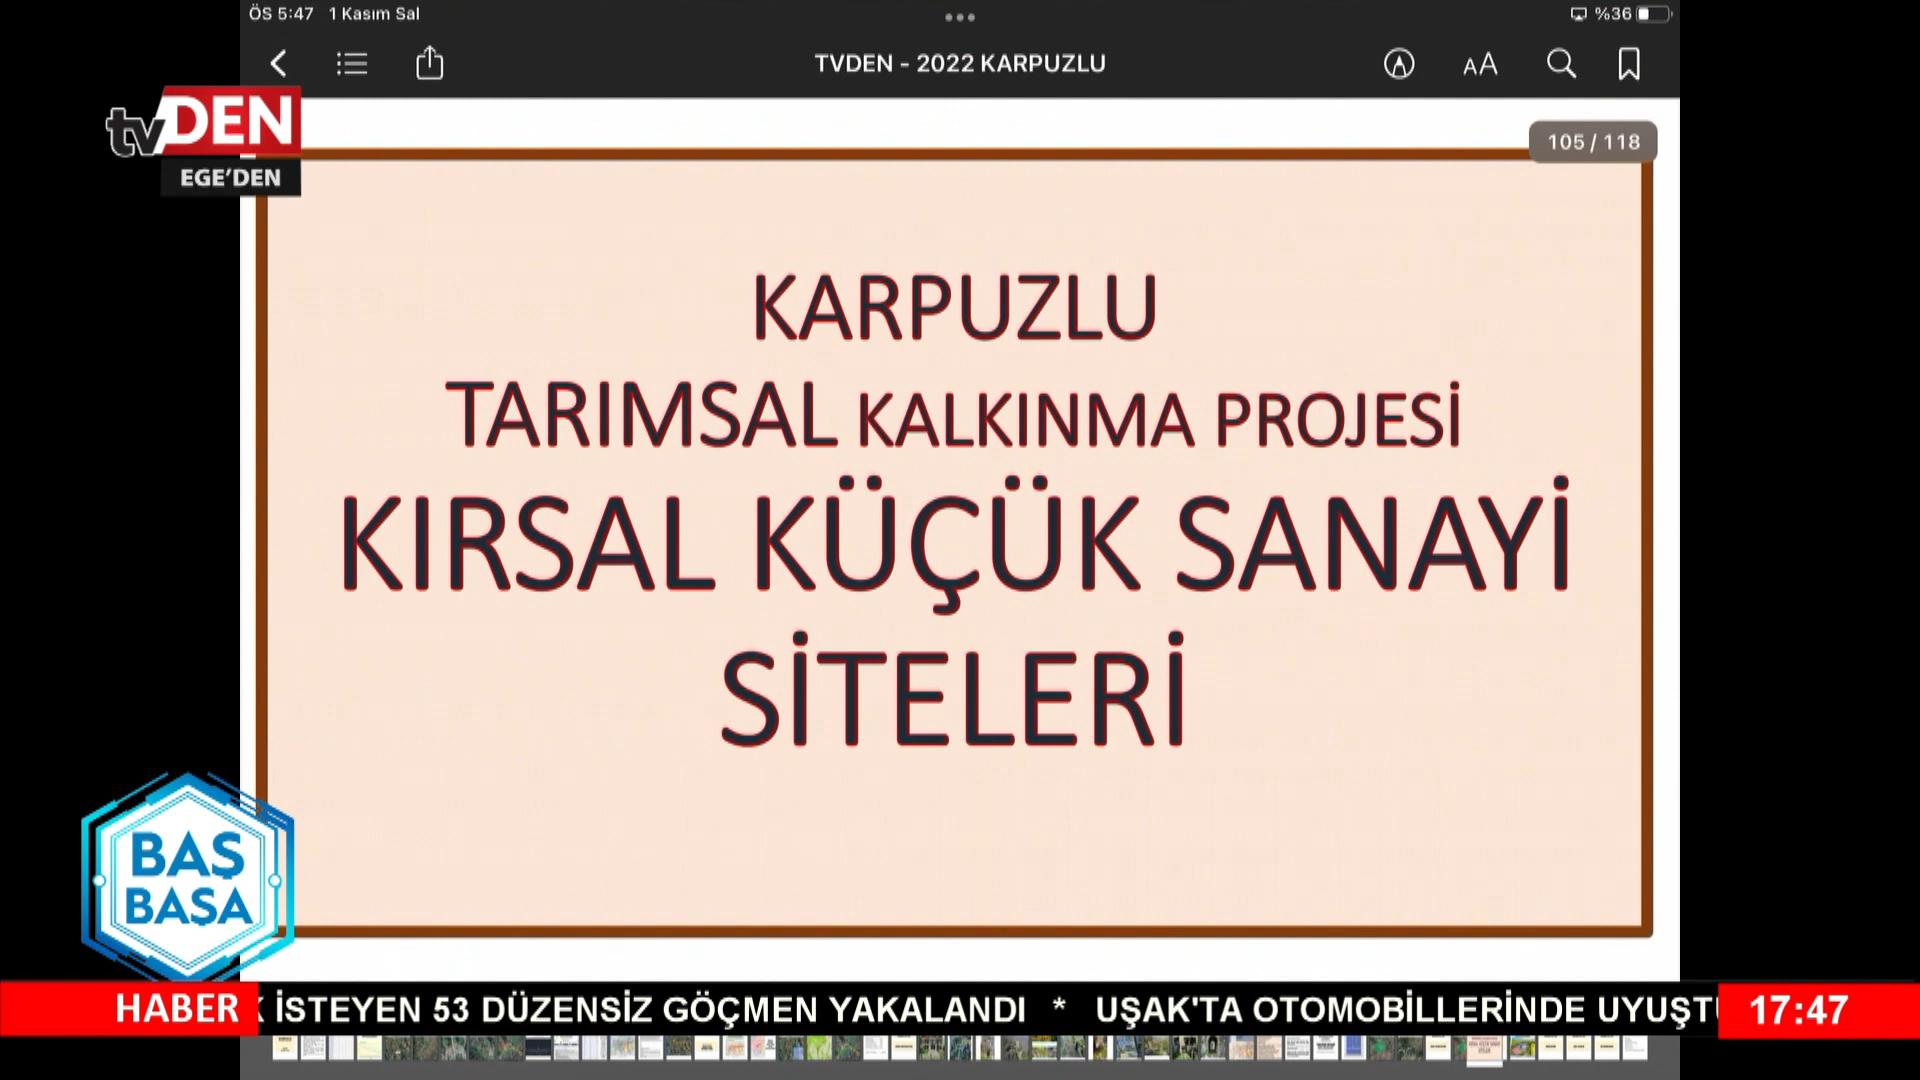 ÖS 5:47 1 Kasım Sal
%36
TVDEN - 2022 KARPUZLU
AA
tvDEN
EGE'DEN
105 / 118
KARPUZLU
TARIMSAL KALKINMA PROJESİ
KIRSAL KÜÇÜK SANAYİ
SİTELERİ
BAŞ
BAŞA
HABER
İSTEYEN 53 DÜZENSİZ GÖÇMEN YAKALANDI * UŞAK'TA OTOMOBİLLERİNDE UYUŞT
17:47